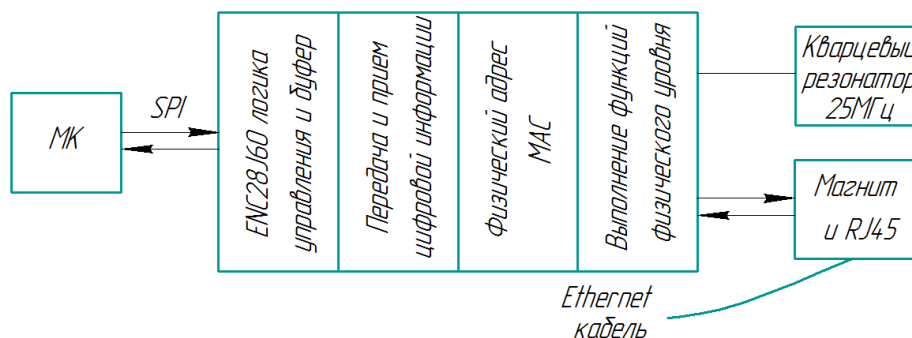 МК
SPI
ENC28J60 логика
управления и буфер
Передача и прием
цифровой информации
Физический адрес
MAC
Выполнение функций
физического уровня
Кварцевый
резонатор
25МГц
Магнит
и RJ45
Ethernet
кабель